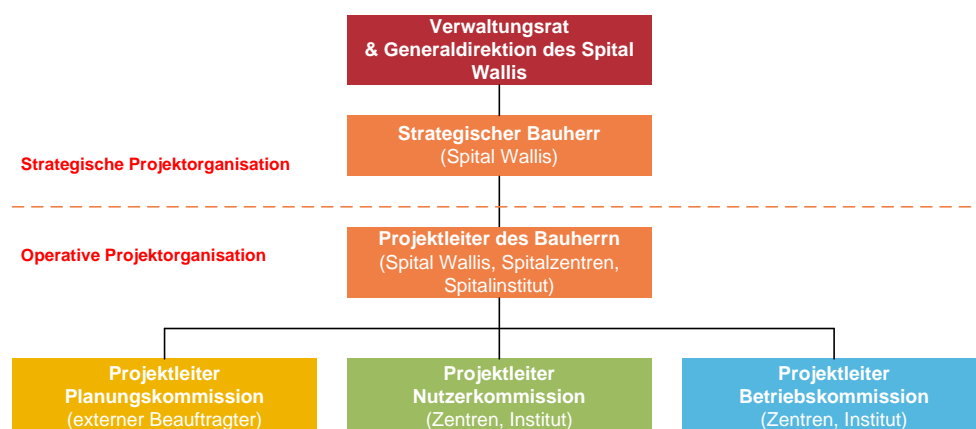 Verwaltungsrat
& Generaldirektion des Spital
Wallis
Strategischer Bauherr
(Spital Wallis)
Strategische Projektorganisation
Operative Projektorganisation
Projektleiter des Bauherrn
(Spital Wallis, Spitalzentren,
Spitalinstitut)
Projektleiter
Planungskommission
(externer Beauftragter)
Projektleiter
Nutzerkommission
(Zentren, Institut)
Projektleiter
Betriebskommission
(Zentren, Institut)